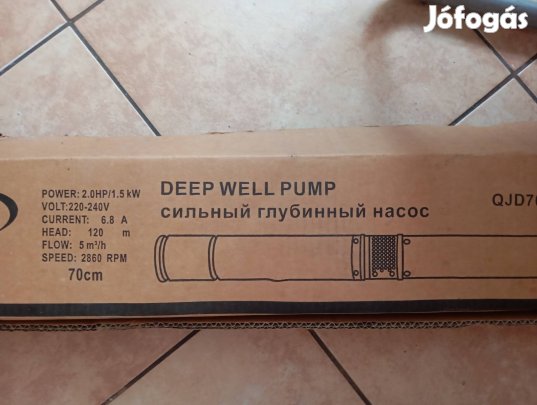 Jófogás
POWER: 2.0HP/1.5 kW
VOLT:220-240V
CURRENT: 6.8 A
HEAD: 120 m
FLOW: 5 m³/h
SPEED: 2860 RPM
70cm
DEEP WELL PUMP
сильный глубинный насос